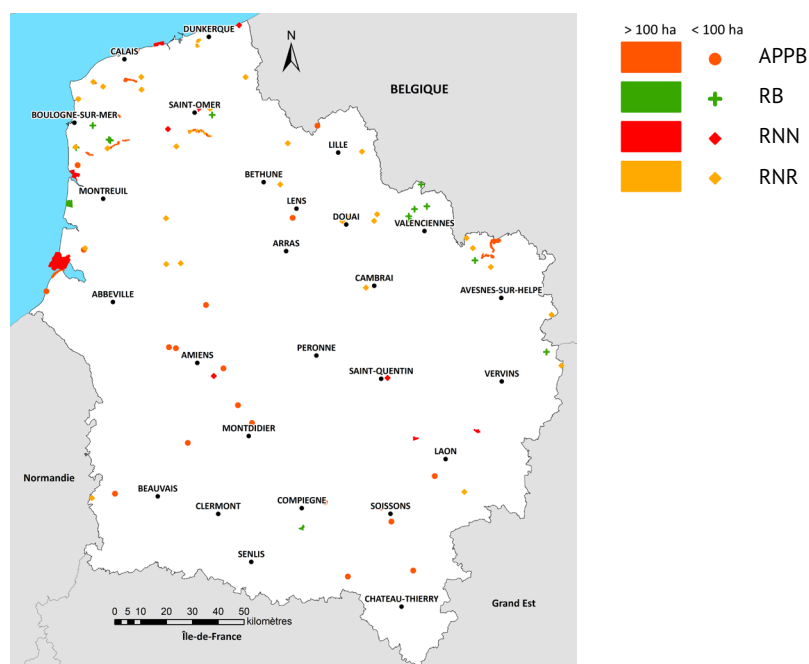 > 100 ha < 100 ha
APPB
RB
RNN
RNR
DUNKERQUE
CALAIS
BELGIQUE
SAINT-OMER
BOULOGNE-SUR-MER
LILLE
BETHUNE
MONTREUIL
LENS
DOUAI
VALENCIENNES
ARRAS
CAMBRAI
AVESNES-SUR-HELPE
ABBEVILLE
PERONNE
AMIENS
SAINT-QUENTIN
VERVINS
MONTDIDIER
LAON
Normandie
BEAUVAIS
CLERMONT
COMPIEGNE
SOISSONS
SENLIS
CHATEAU-THIERRY
Grand Est
N
0 5 10 20 30 40 50
kilomètres
Île-de-France